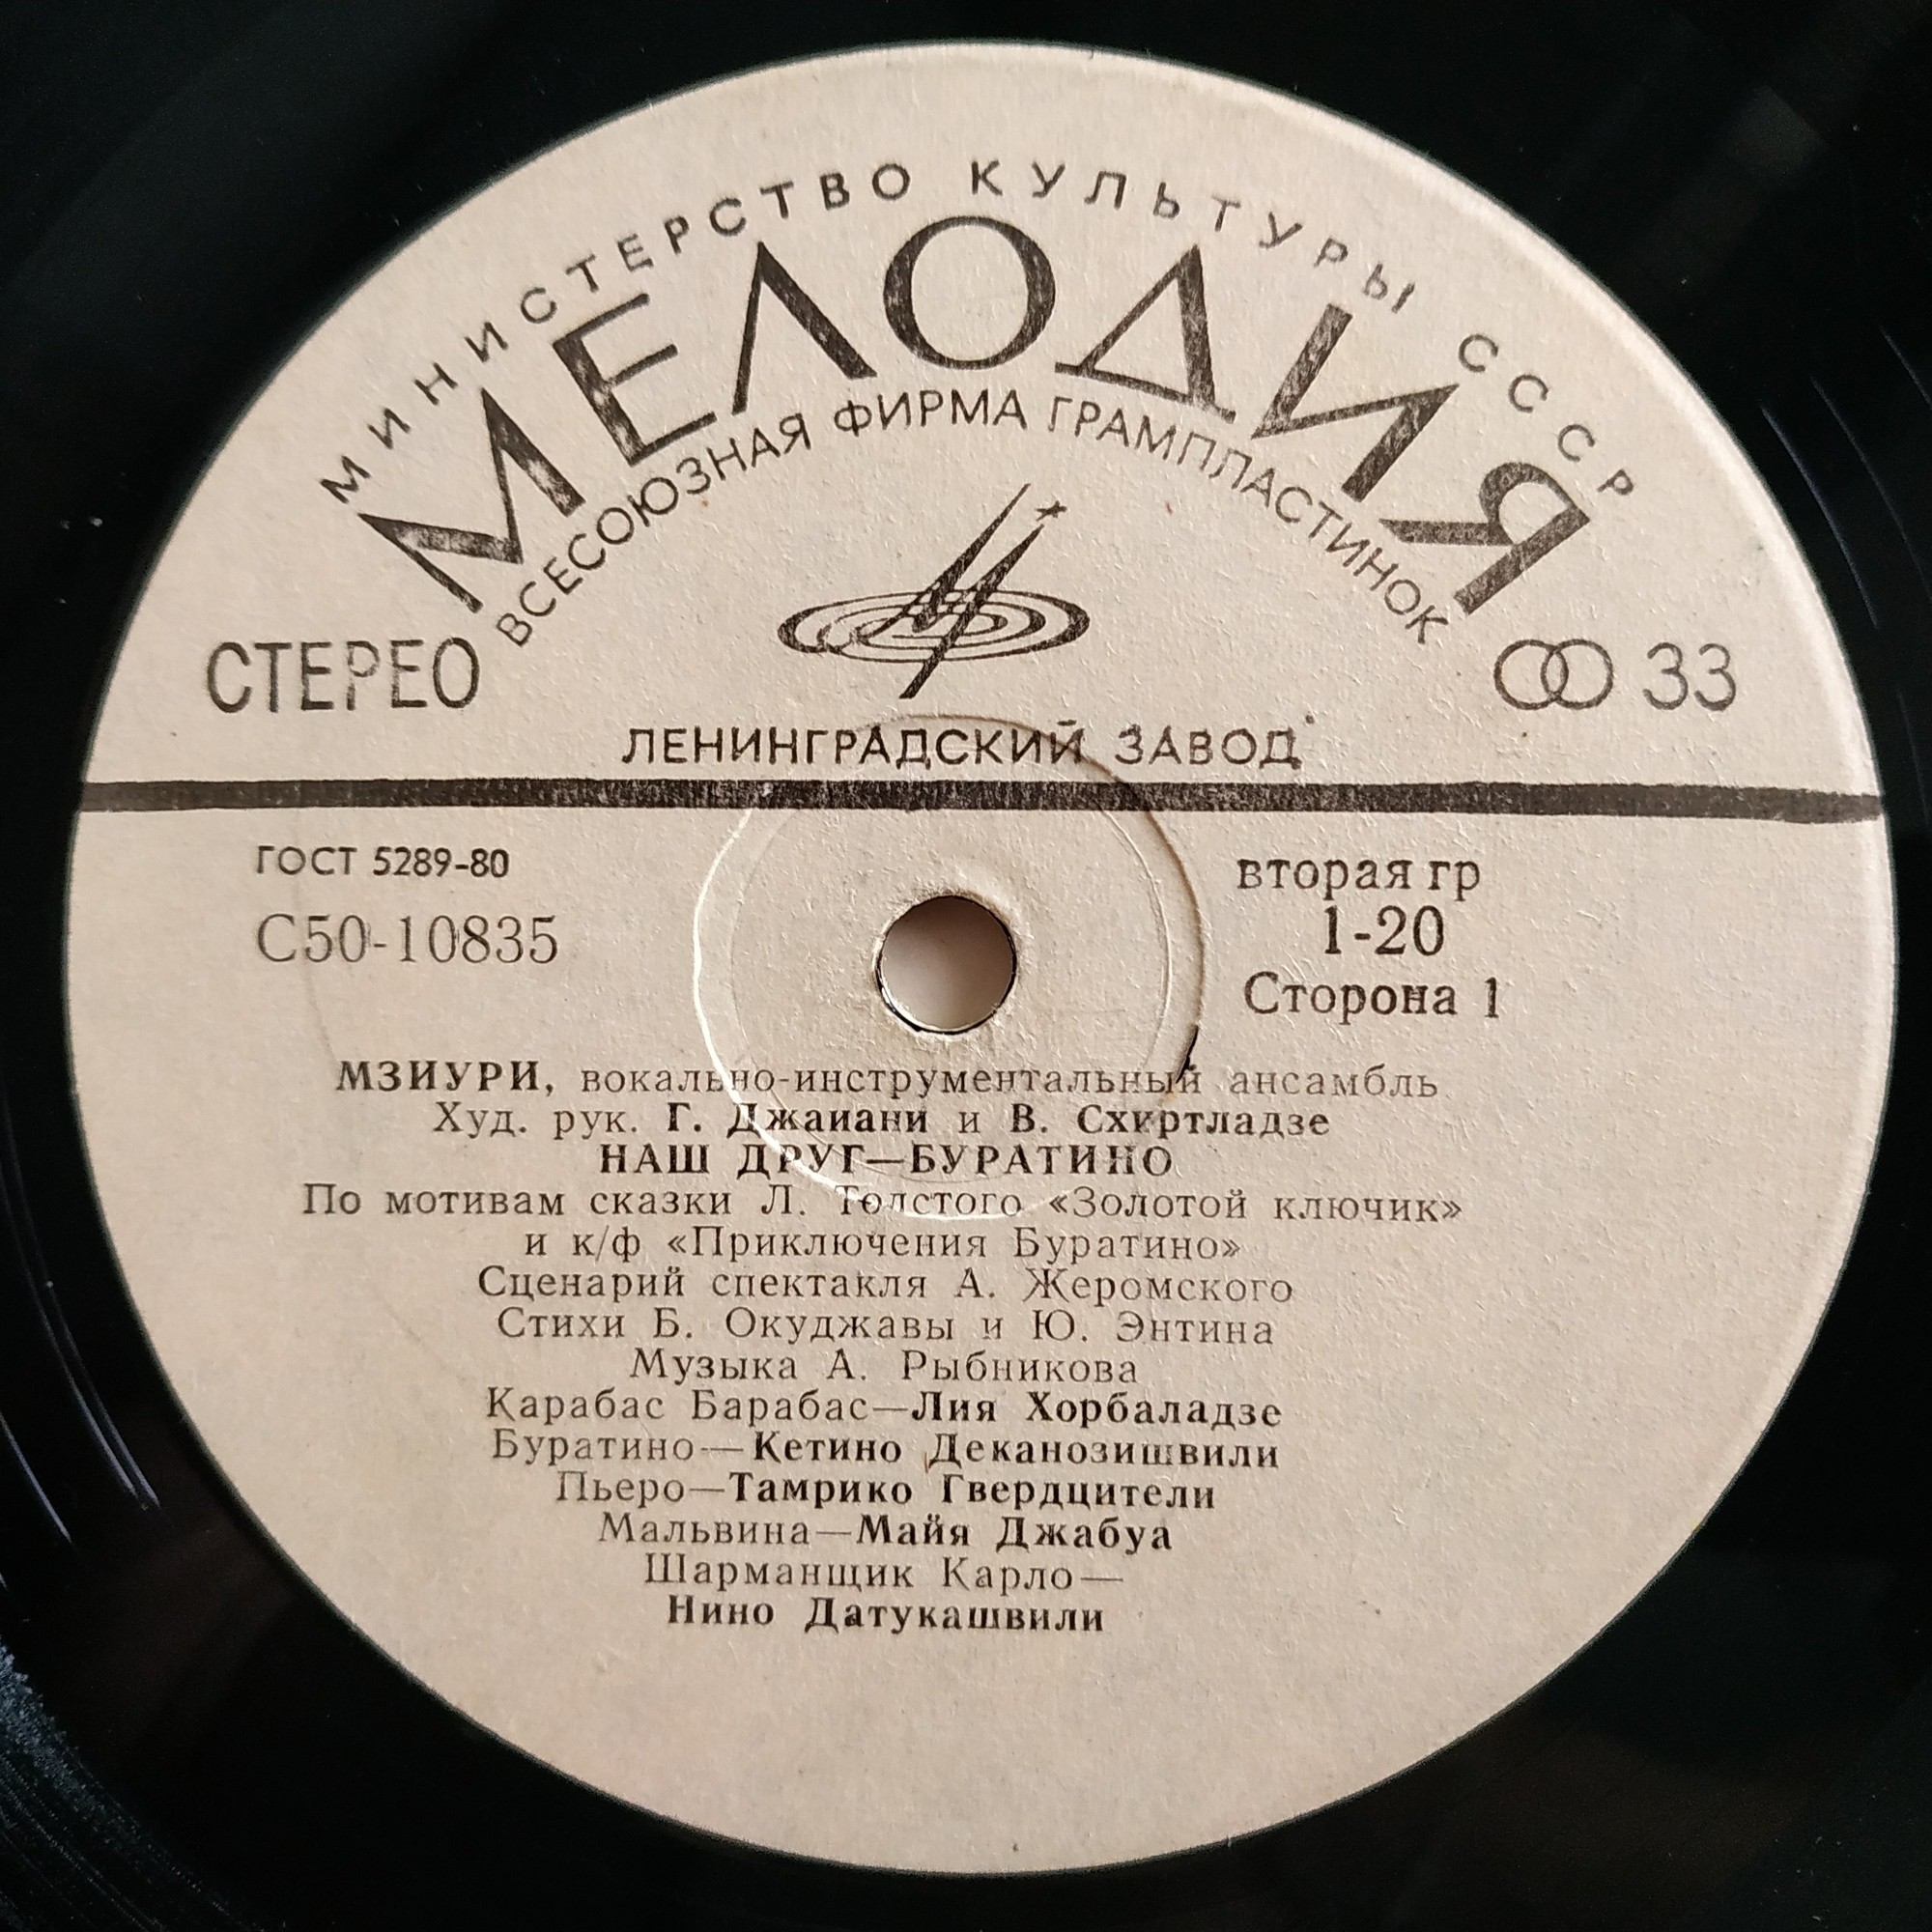 МИНИСТЕРСТВО КУЛЬТУРЫ СССР
МЕЛОДИЯ
ВСЕСОЮЗНАЯ ФИРМА ГРАМПЛАСТИНОК
СТЕРЕО
33
ЛЕНИНГРАДСКИЙ ЗАВОД
ГОСТ 5289-80
С50-10835
вторая гр
1-20
Сторона 1
МЗИУРИ, вокально-инструментальный ансамбль
Худ. рук. Г. Джаиани и В. Схиртладзе
НАШ ДРУГ—БУРАТИНО
По мотивам сказки Л. Толстого «Золотой ключик»
и к/ф «Приключения Буратино»
Сценарий спектакля А. Жеромского
Стихи Б. Окуджавы и Ю. Энтина
Музыка А. Рыбникова
Карабас Барабас—Лия Хорбаладзе
Буратино—Кетино Деканозишвили
Пьеро—Тамрико Гвердцители
Мальвина—Майя Джабуа
Шарманщик Карло—
Нино Датукашвили